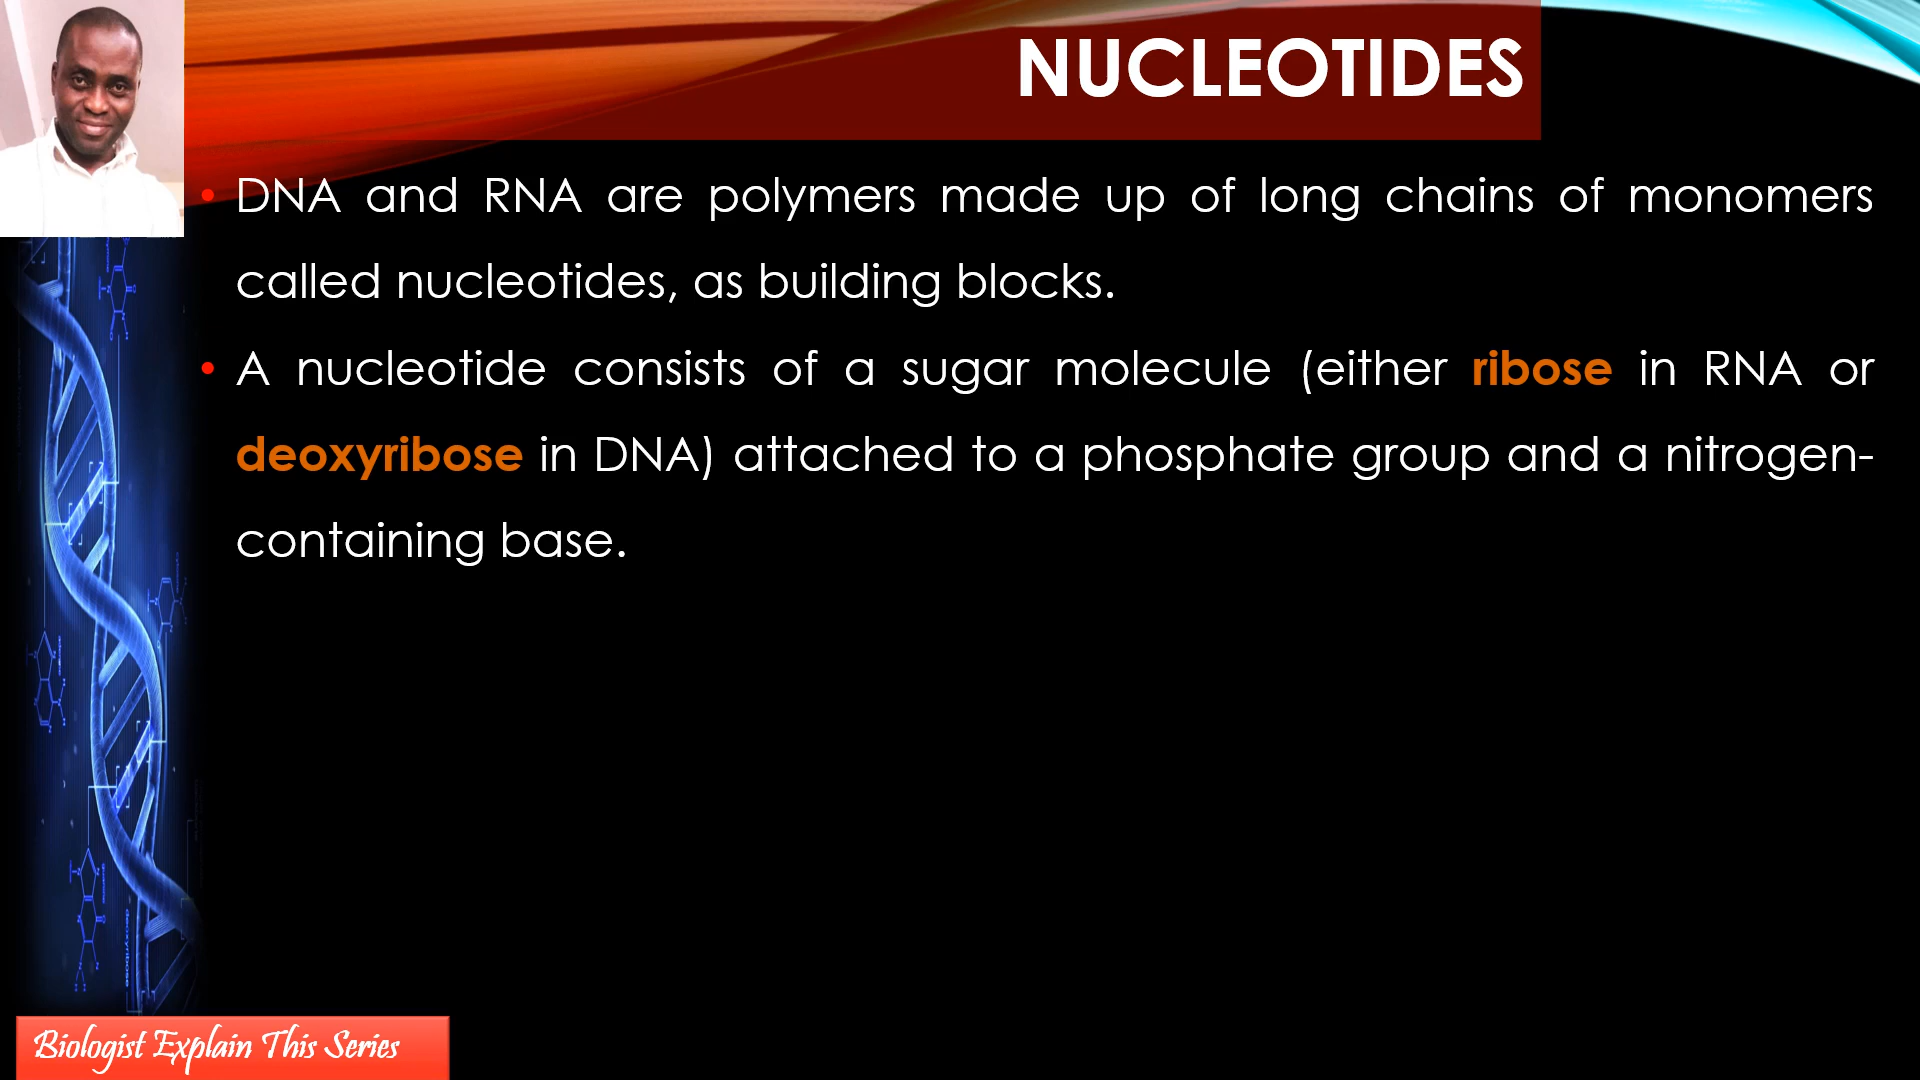 NUCLEOTIDES
• DNA and RNA are polymers made up of long chains of monomers
called nucleotides, as building blocks.
• A nucleotide consists of a sugar molecule (either ribose in RNA or
deoxyribose in DNA) attached to a phosphate group and a nitrogen-
containing base.
deoxyribose
Biologist Explain This Series